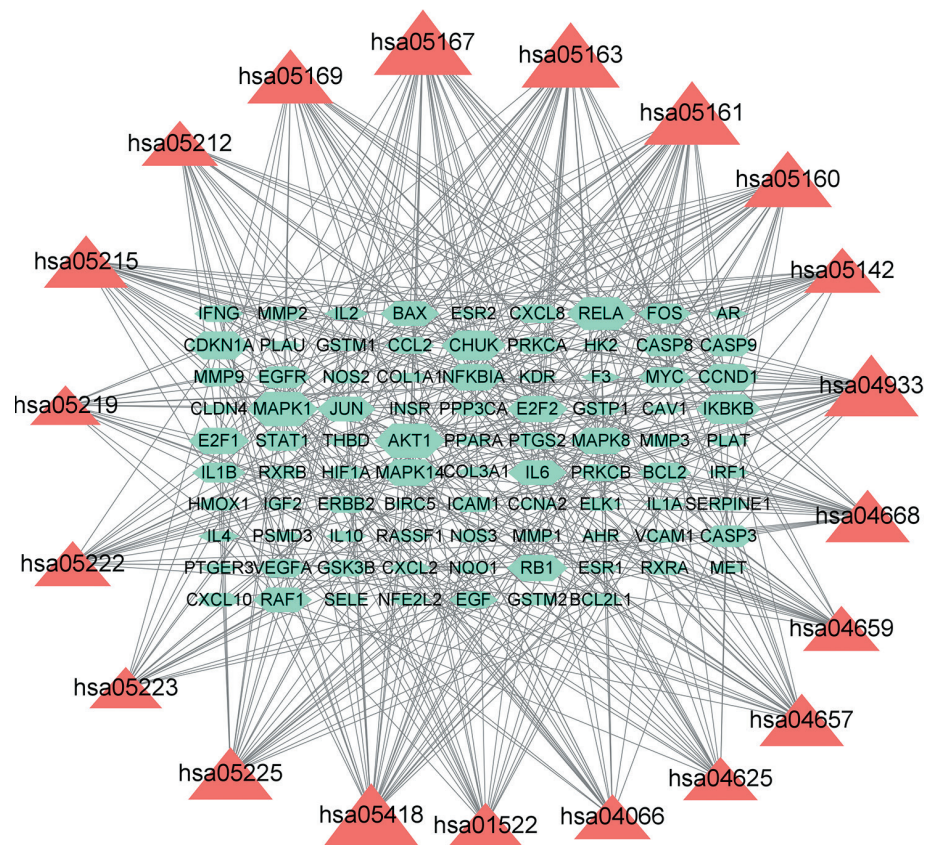 hsa05167
hsa05163
hsa05169
hsa05161
hsa05212
hsa05160
hsa05215
hsa05142
IFNG MMP2 IL2 BAX ESR2 CXCL8 RELA FOS AR
CDKN1A PLAU GSTM1 CCL2 CHUK PRKCA HK2 CASP8 CASP9
MMP9 EGFR NOS2 COL1A1 NFKBIA KDR F3 MYC CCND1
hsa04933
hsa05219
CLDN4 MAPK1 JUN INSR PPP3CA E2F2 GSTP1 CAV1 IKBKB
E2F1 STAT1 THBD AKT1 PPARA PTGS2 MAPK8 MMP3 PLAT
IL1B RXRB HIF1A MAPK14 COL3A1 IL6 PRKCB BCL2 IRF1
HMOX1 IGF2 ERBB2 BIRC5 ICAM1 CCNA2 ELK1 IL1A SERPINE1
hsa04668
IL4 PSMD3 IL10 RASSF1 NOS3 MMP1 AHR VCAM1 CASP3
hsa05222
PTGER3 VEGFA GSK3B CXCL2 NQO1 RB1 ESR1 RXRA MET
CXCL10 RAF1 SELE NFE2L2 EGF GSTM2 BCL2L1
hsa04659
hsa05223
hsa04657
hsa05225
hsa04625
hsa05418
hsa01522
hsa04066